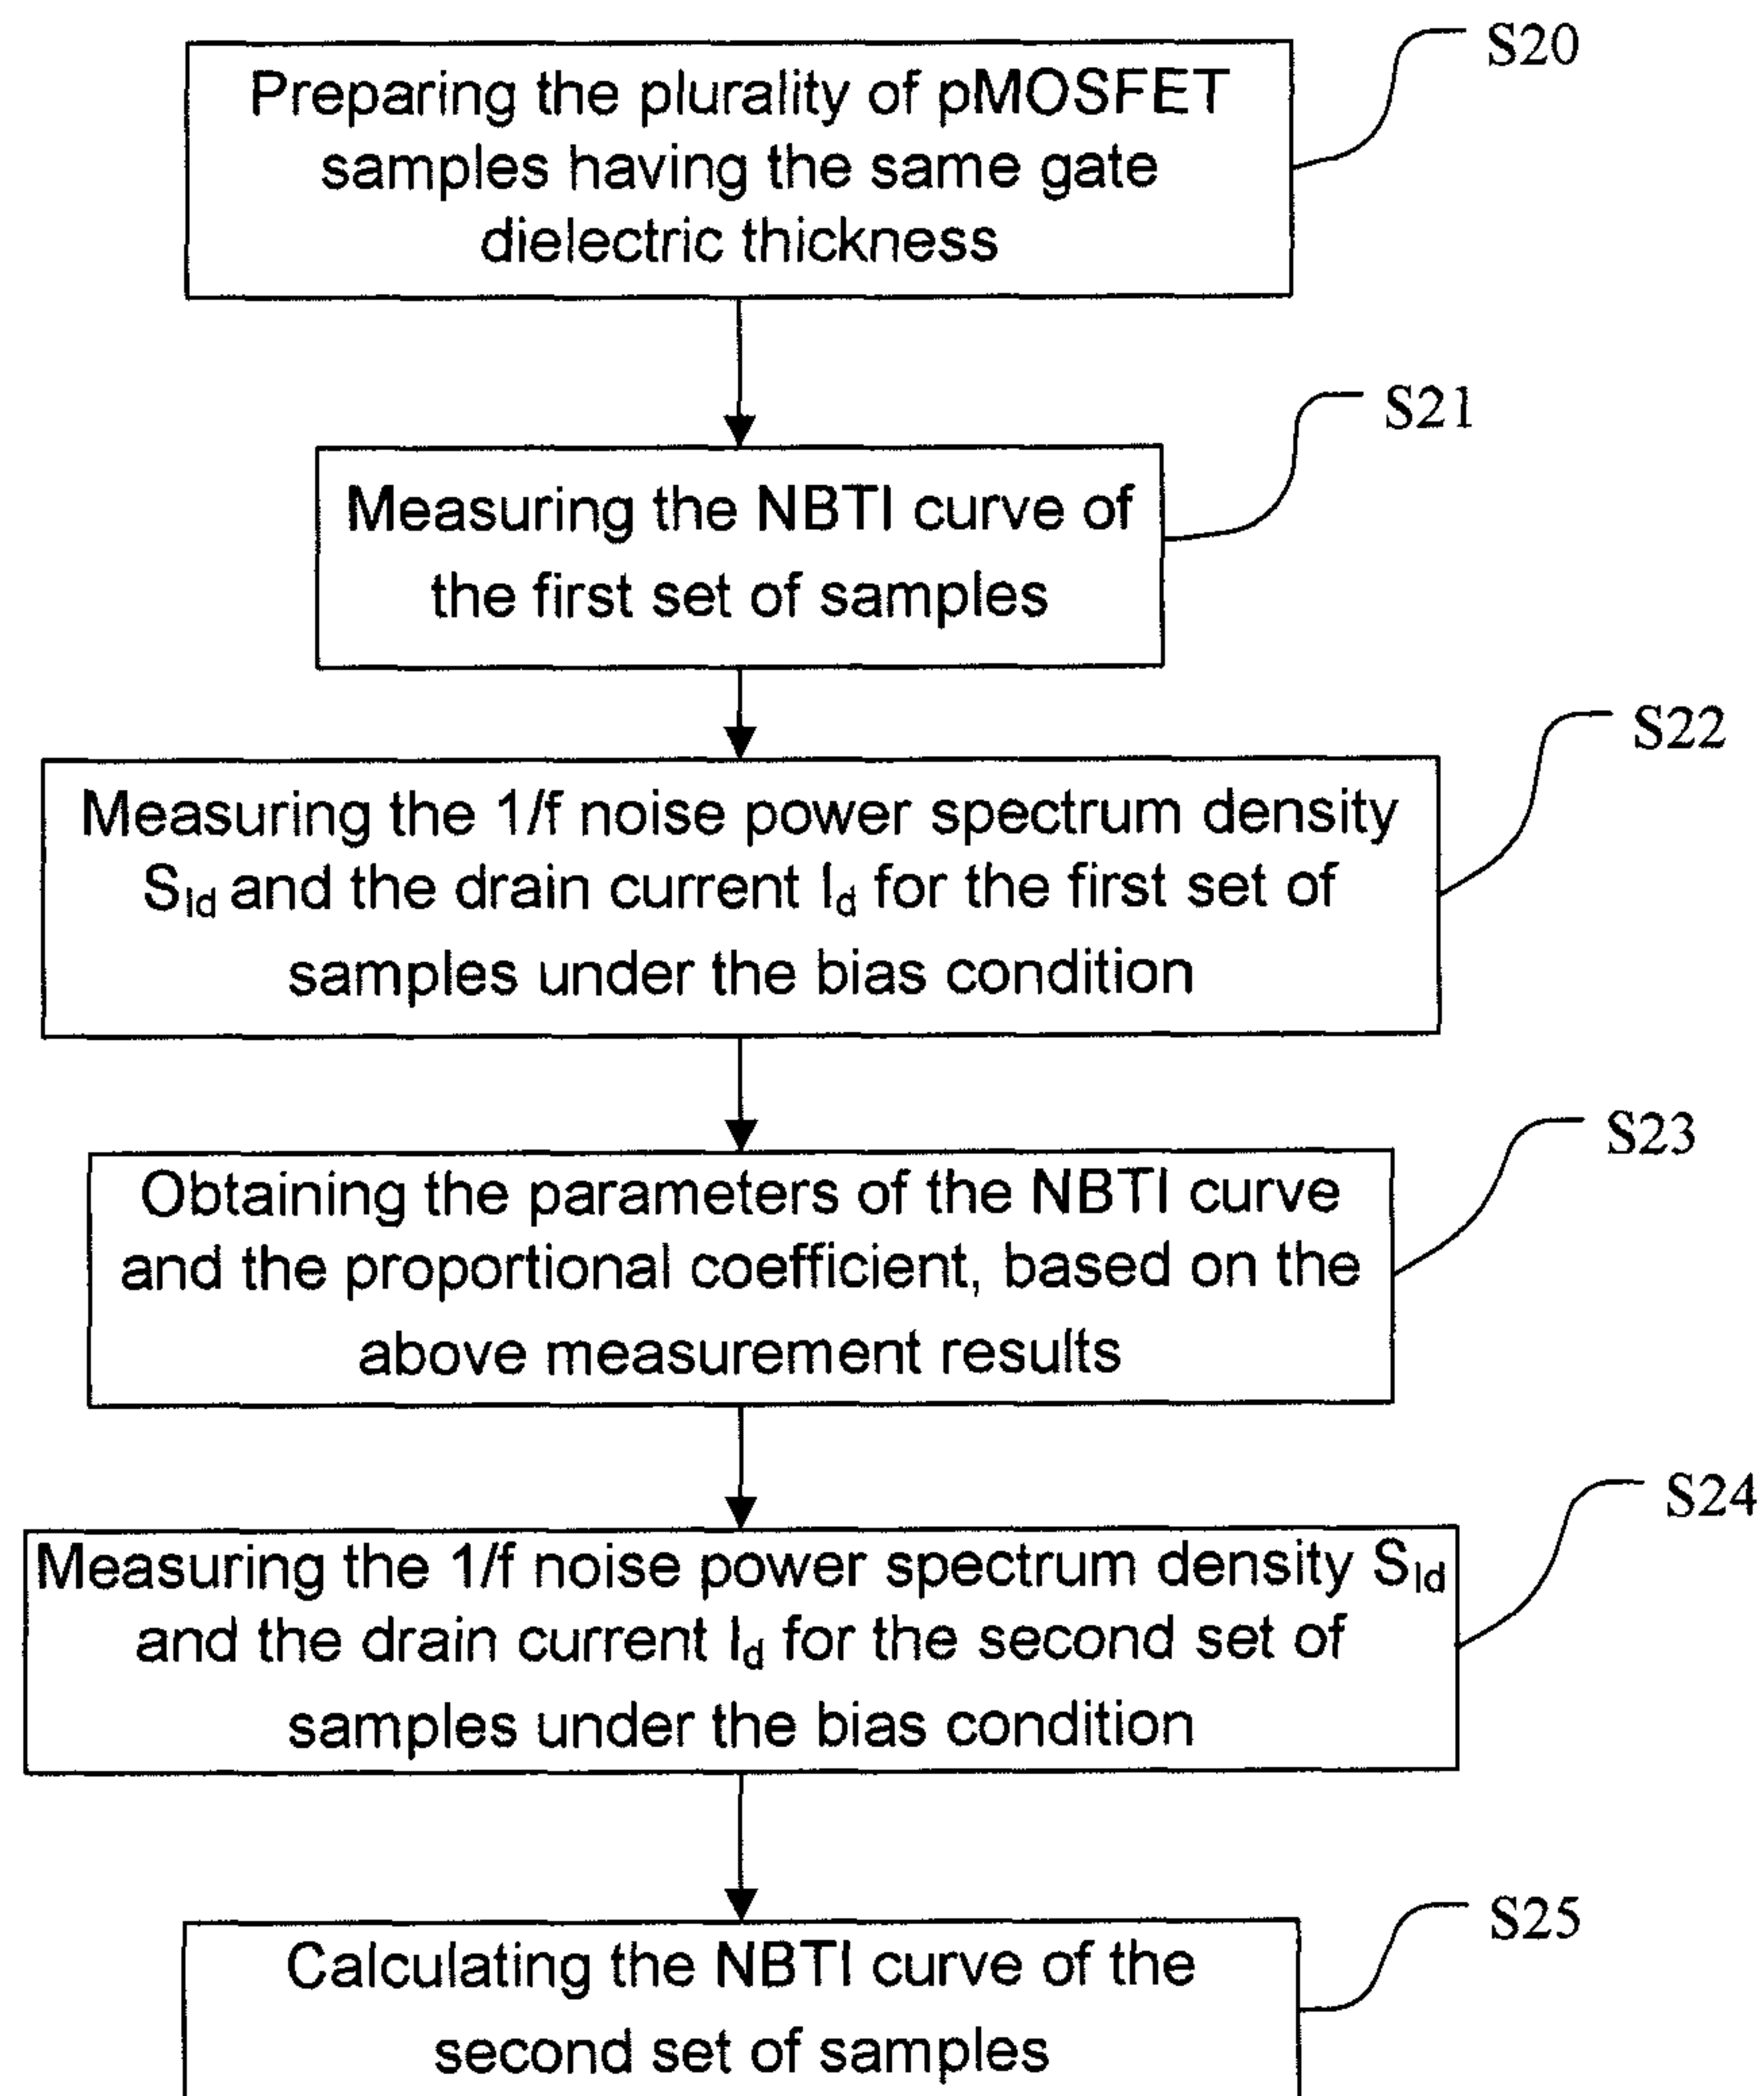 S20
Preparing the plurality of pMOSFET
samples having the same gate
dielectric thickness
S21
Measuring the NBTI curve of
the first set of samples
S22
Measuring the 1/f noise power spectrum density
SId and the drain current Id for the first set of
samples under the bias condition
S23
Obtaining the parameters of the NBTI curve
and the proportional coefficient, based on the
above measurement results
S24
Measuring the 1/f noise power spectrum density SId
and the drain current Id for the second set of
samples under the bias condition
S25
Calculating the NBTI curve of the
second set of samples